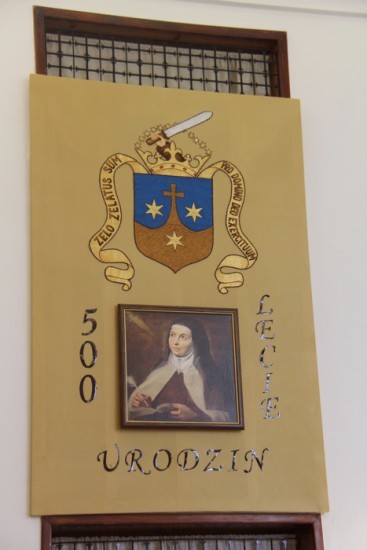 ZELO ZELATUS SUM
PRO DOMINO DEO EXERCITUUM
500
LECIE
URODZIN